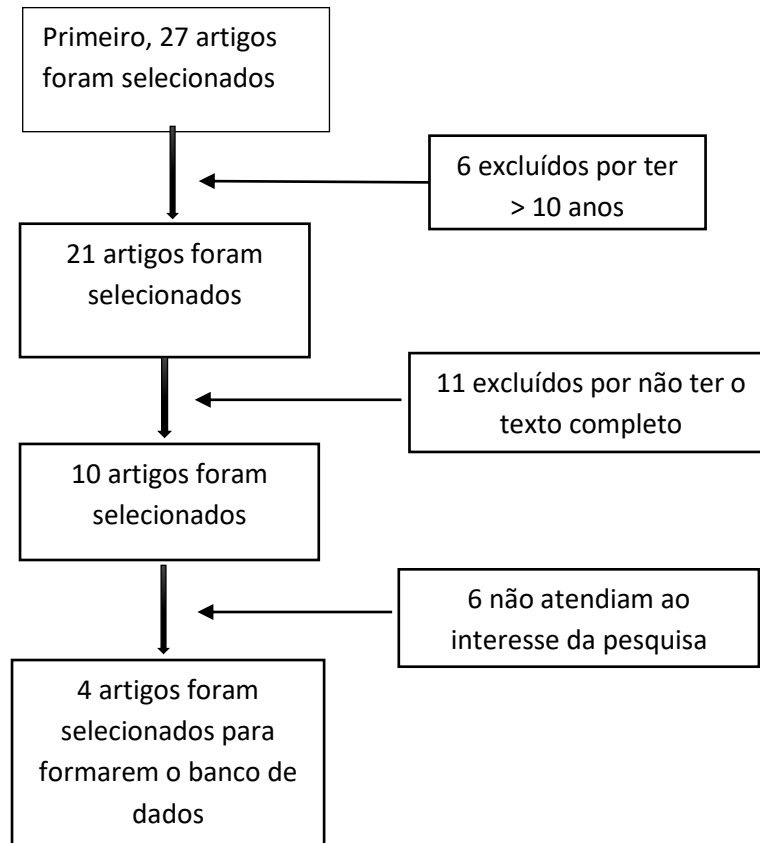 Primeiro, 27 artigos
foram selecionados
6 excluídos por ter
> 10 anos
21 artigos foram
selecionados
11 excluídos por não ter o
texto completo
10 artigos foram
selecionados
6 não atendiam ao
interesse da pesquisa
4 artigos foram
selecionados para
formarem o banco de
dados